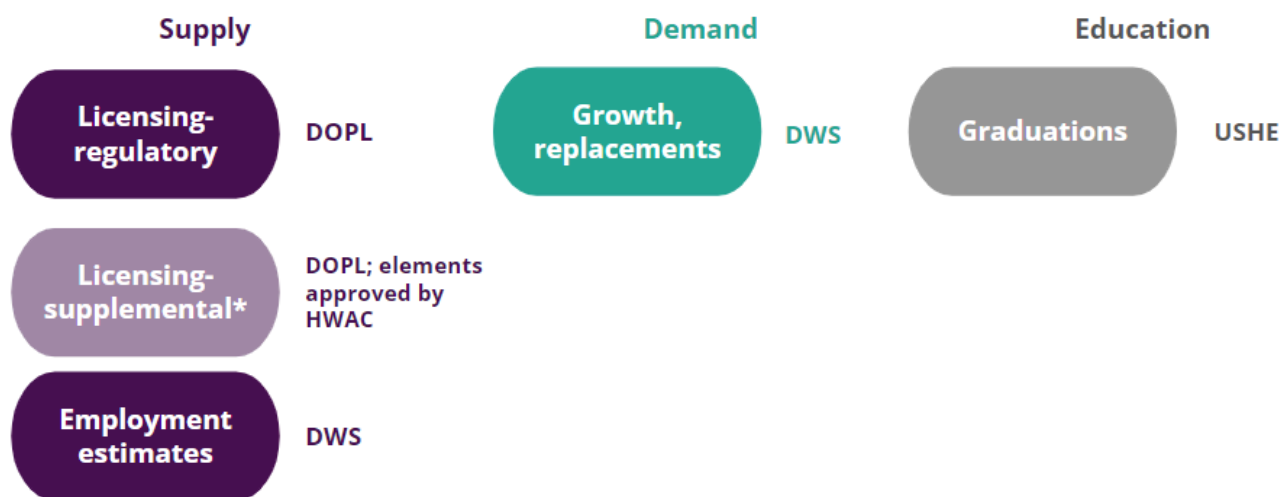 Supply
Demand
Education
Licensing-
regulatory
DOPL
Growth,
replacements
DWS
Graduations
USHE
Licensing-
supplemental*
DOPL; elements
approved by
HWAC
Employment
estimates
DWS